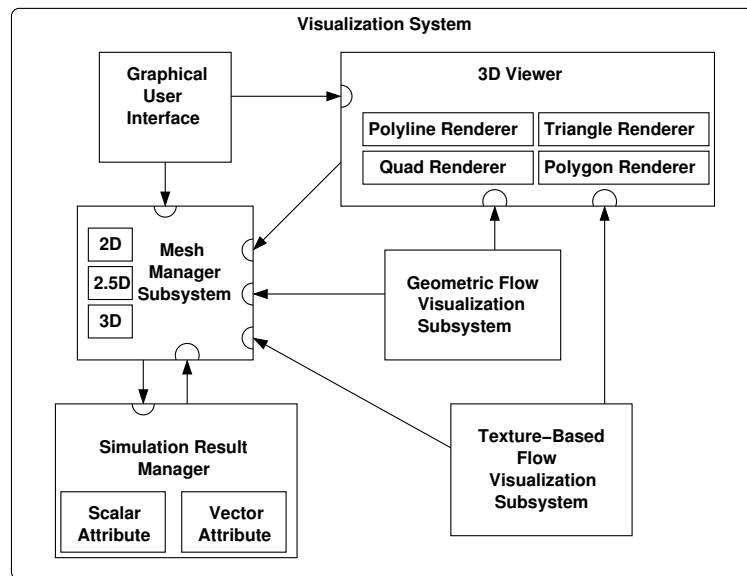 Visualization System
Graphical
User
Interface
3D Viewer
Polyline Renderer
Triangle Renderer
Quad Renderer
Polygon Renderer
2D
2.5D
3D
Mesh
Manager
Subsystem
Geometric Flow
Visualization
Subsystem
Simulation Result
Manager
Scalar
Attribute
Vector
Attribute
Texture−Based
Flow
Visualization
Subsystem